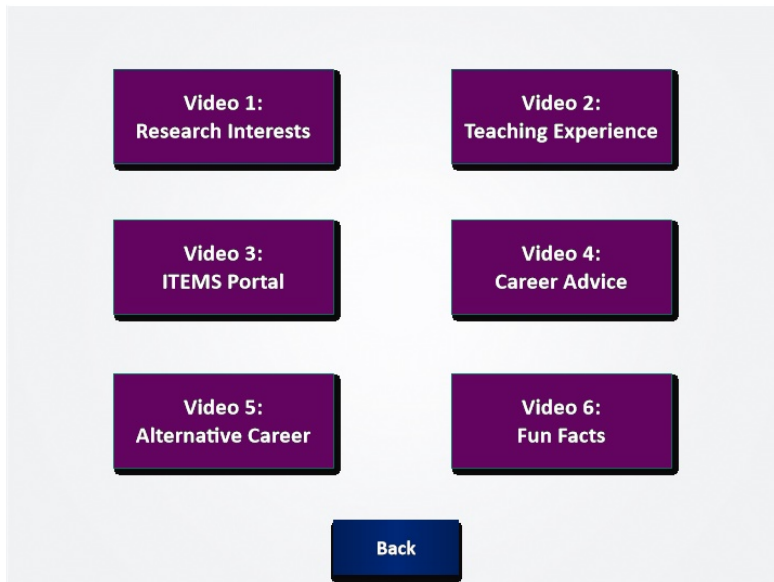 Video 1:
Research Interests
Video 2:
Teaching Experience
Video 3:
ITEMS Portal
Video 4:
Career Advice
Video 5:
Alternative Career
Video 6:
Fun Facts
Back